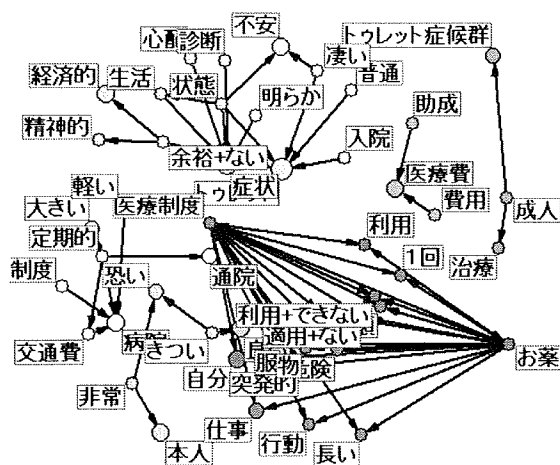 不安
心配
診断
トゥレット症候群
凄い
経済的
生活
状態
普通
明らか
助成
精神的
入院
余裕+ない
医療費
症状
軽い
医療制度
費用
大きい
利用
成人
定期的
1回
制度
恐い
通院
治療
利用+できない
交通費
きつい
適用+ない
お薬
自分
服物
危険
突発的
非常
仕事
行動
長い
本人